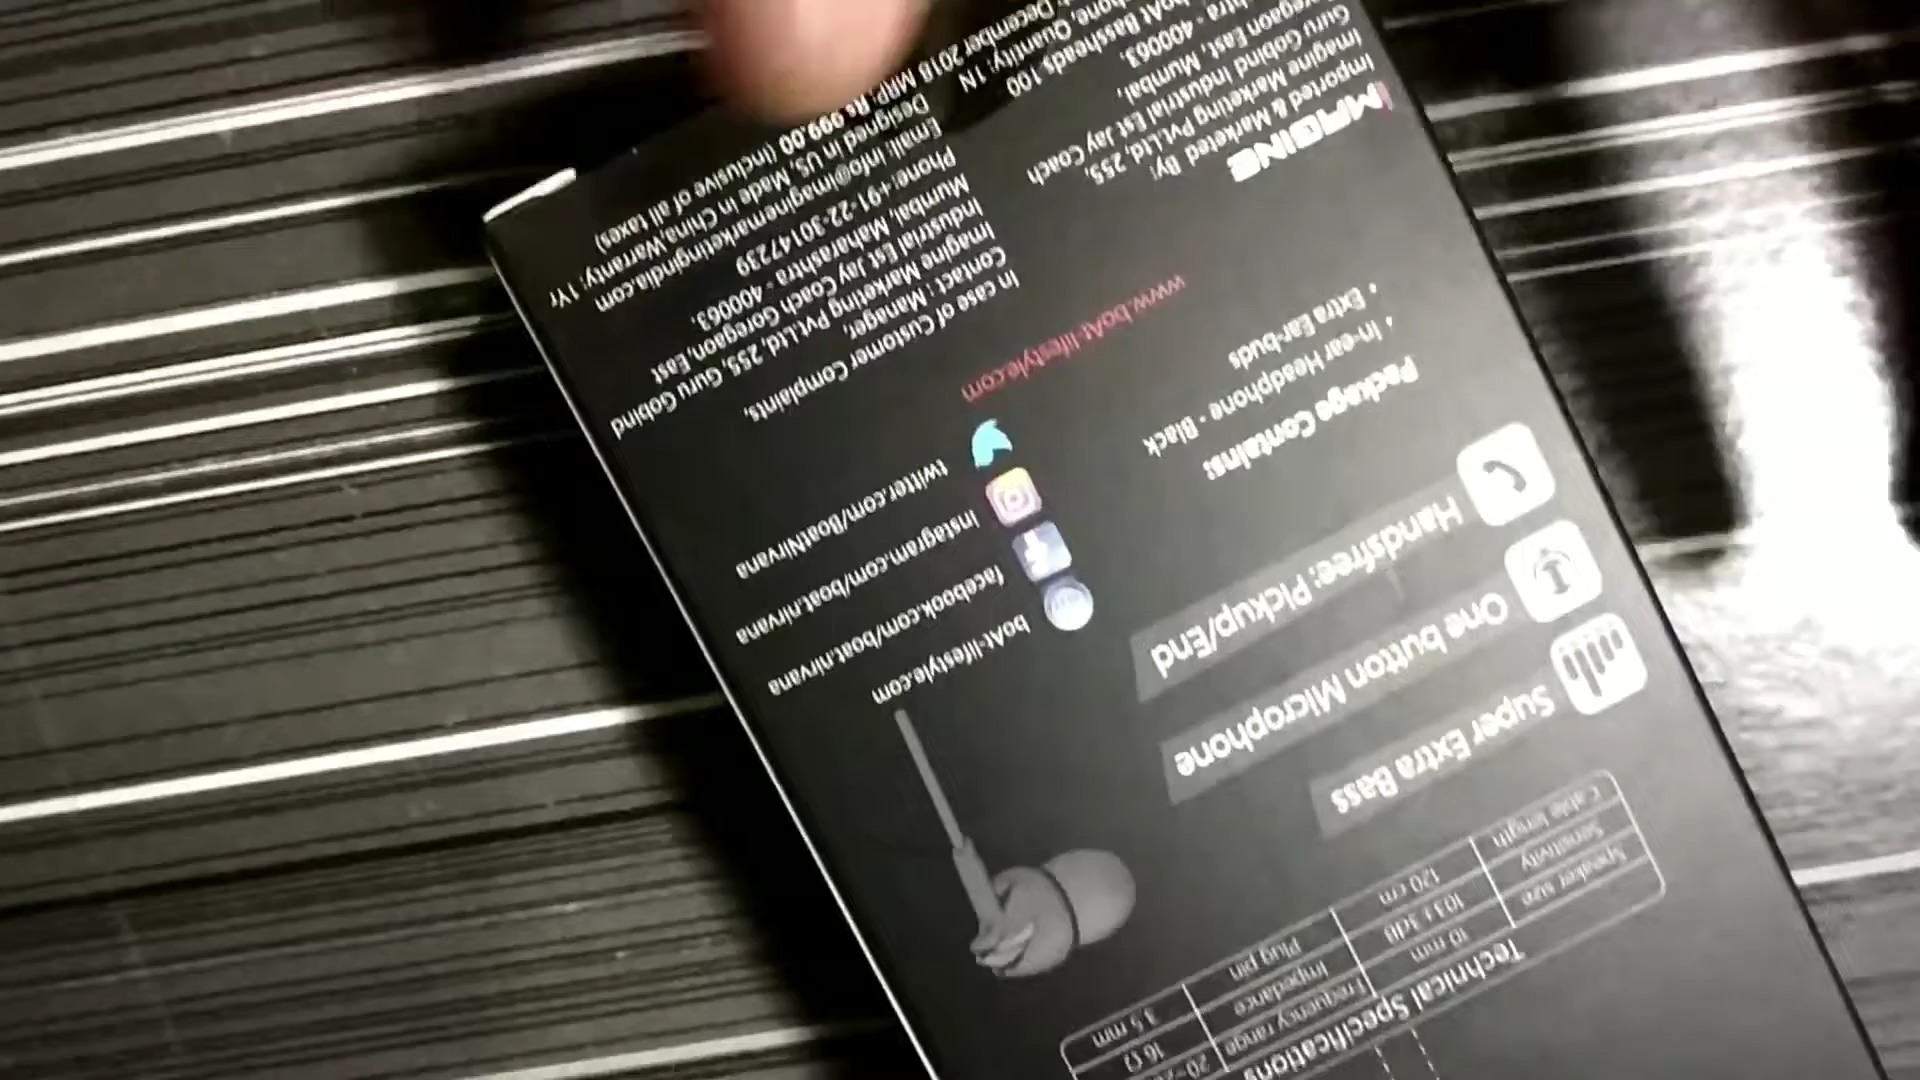 Technical Specifications
Speaker size 10 mm Frequency range
Sensitivity 103 ± 3dB Impedance 16 Ω
Cable length 120 cm Plug pin 3.5 mm
Super Extra Bass
One button Microphone
Handsfree: Pickup/End
boAt-lifestyle.com
facebook.com/boat.nirvana
instagram.com/boat.nirvana
twitter.com/BoatNirvana
Package Contains:
• In-ear Headphone - Black
• Extra Ear-buds
www.boAt-lifestyle.com
iMAGINE
Imported & Marketed By:
Imagine Marketing Pvt.Ltd, 255,
Guru Gobind Industrial Est Jay Coach
East, Mumbai,
400063.
Bassheads 100
Quantity: 1N
December 2018 MRP: Rs.999.00 (Inclusive of all taxes)
In case of Customer Complaints,
Contact : Manager,
Imagine Marketing Pvt.Ltd, 255, Guru Gobind
Industrial Est Jay Coach Goregaon,East
Mumbai, Maharashtra - 400063.
Phone:+91-22-30147239
Email: info@imaginemarketingindia.com
Designed in US, Made in China,Warranty: 1Yr